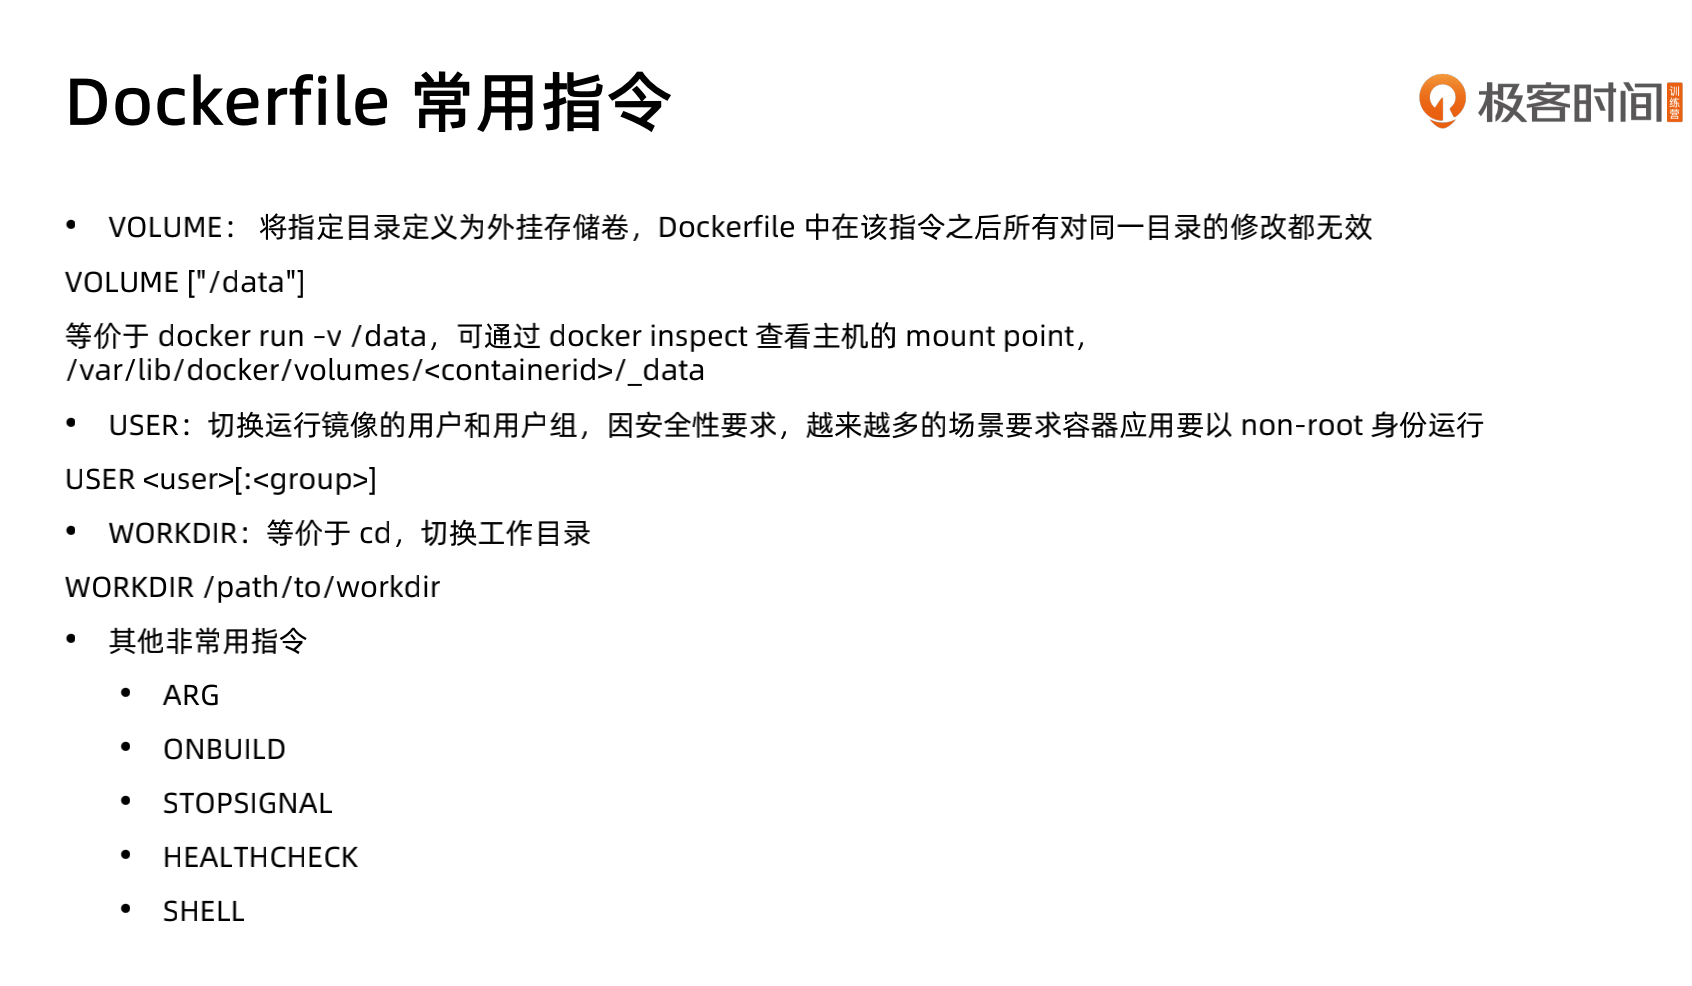 Dockerfile 常用指令
极客时间
训练营
• VOLUME： 将指定目录定义为外挂存储卷，Dockerfile 中在该指令之后所有对同一目录的修改都无效
VOLUME ["/data"]
等价于 docker run –v /data，可通过 docker inspect 查看主机的 mount point，
/var/lib/docker/volumes/<containerid>/_data
• USER：切换运行镜像的用户和用户组，因安全性要求，越来越多的场景要求容器应用要以 non-root 身份运行
USER <user>[:<group>]
• WORKDIR：等价于 cd，切换工作目录
WORKDIR /path/to/workdir
• 其他非常用指令
• ARG
• ONBUILD
• STOPSIGNAL
• HEALTHCHECK
• SHELL